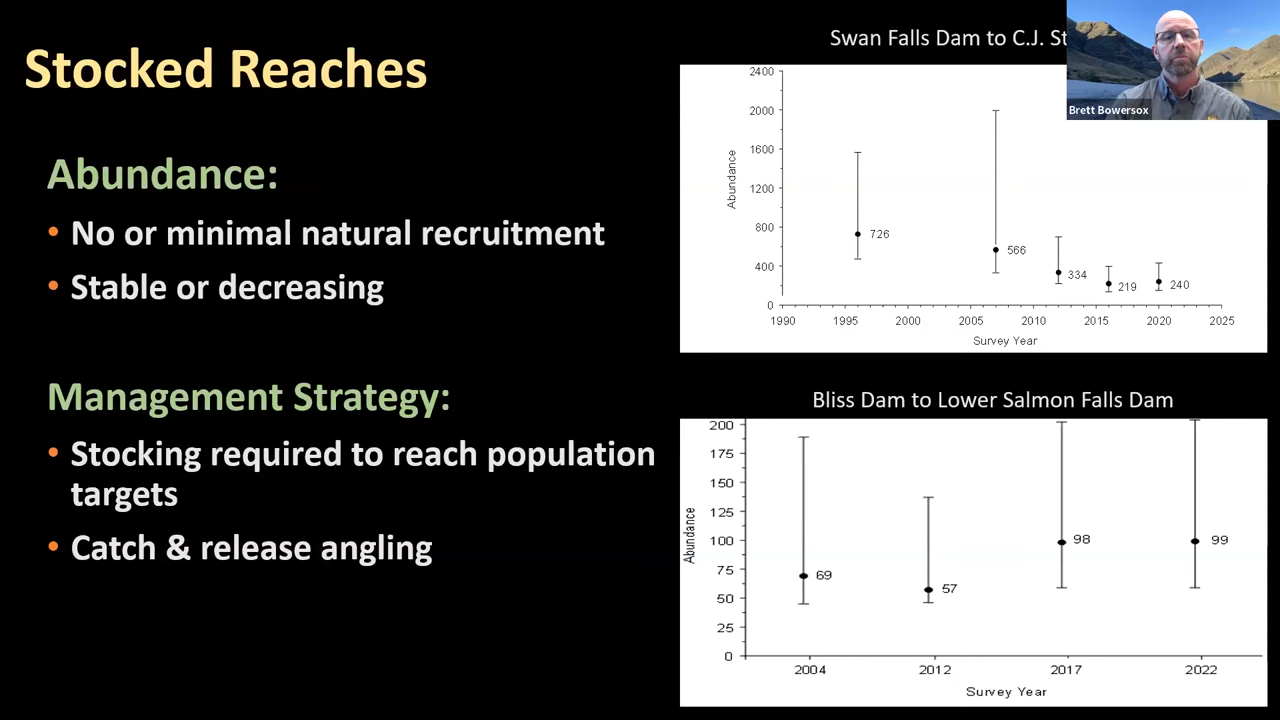 Stocked Reaches
Abundance:
• No or minimal natural recruitment
• Stable or decreasing
Management Strategy:
• Stocking required to reach population
targets
• Catch & release angling
Swan Falls Dam to C.J.
Brett Bowersox
2400
2000
1600
1200
800
400
0
Abundance
726
566
334
219
240
1990 1995 2000 2005 2010 2015 2020 2025
Survey Year
Bliss Dam to Lower Salmon Falls Dam
200
175
150
125
100
75
50
25
0
Abundance
69
57
98
99
2004 2012 2017 2022
Survey Year